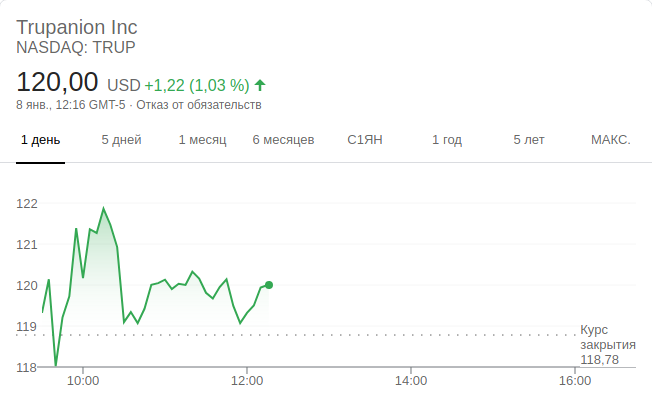 Trupanion Inc
NASDAQ: TRUP
120,00 USD +1,22 (1,03 %)
8 янв., 12:16 GMT-5 · Отказ от обязательств
1 день 5 дней 1 месяц 6 месяцев С1ЯН 1 год 5 лет МАКС.
122
121
120
119
118
Курс
закрытия
118,78
10:00 12:00 14:00 16:00